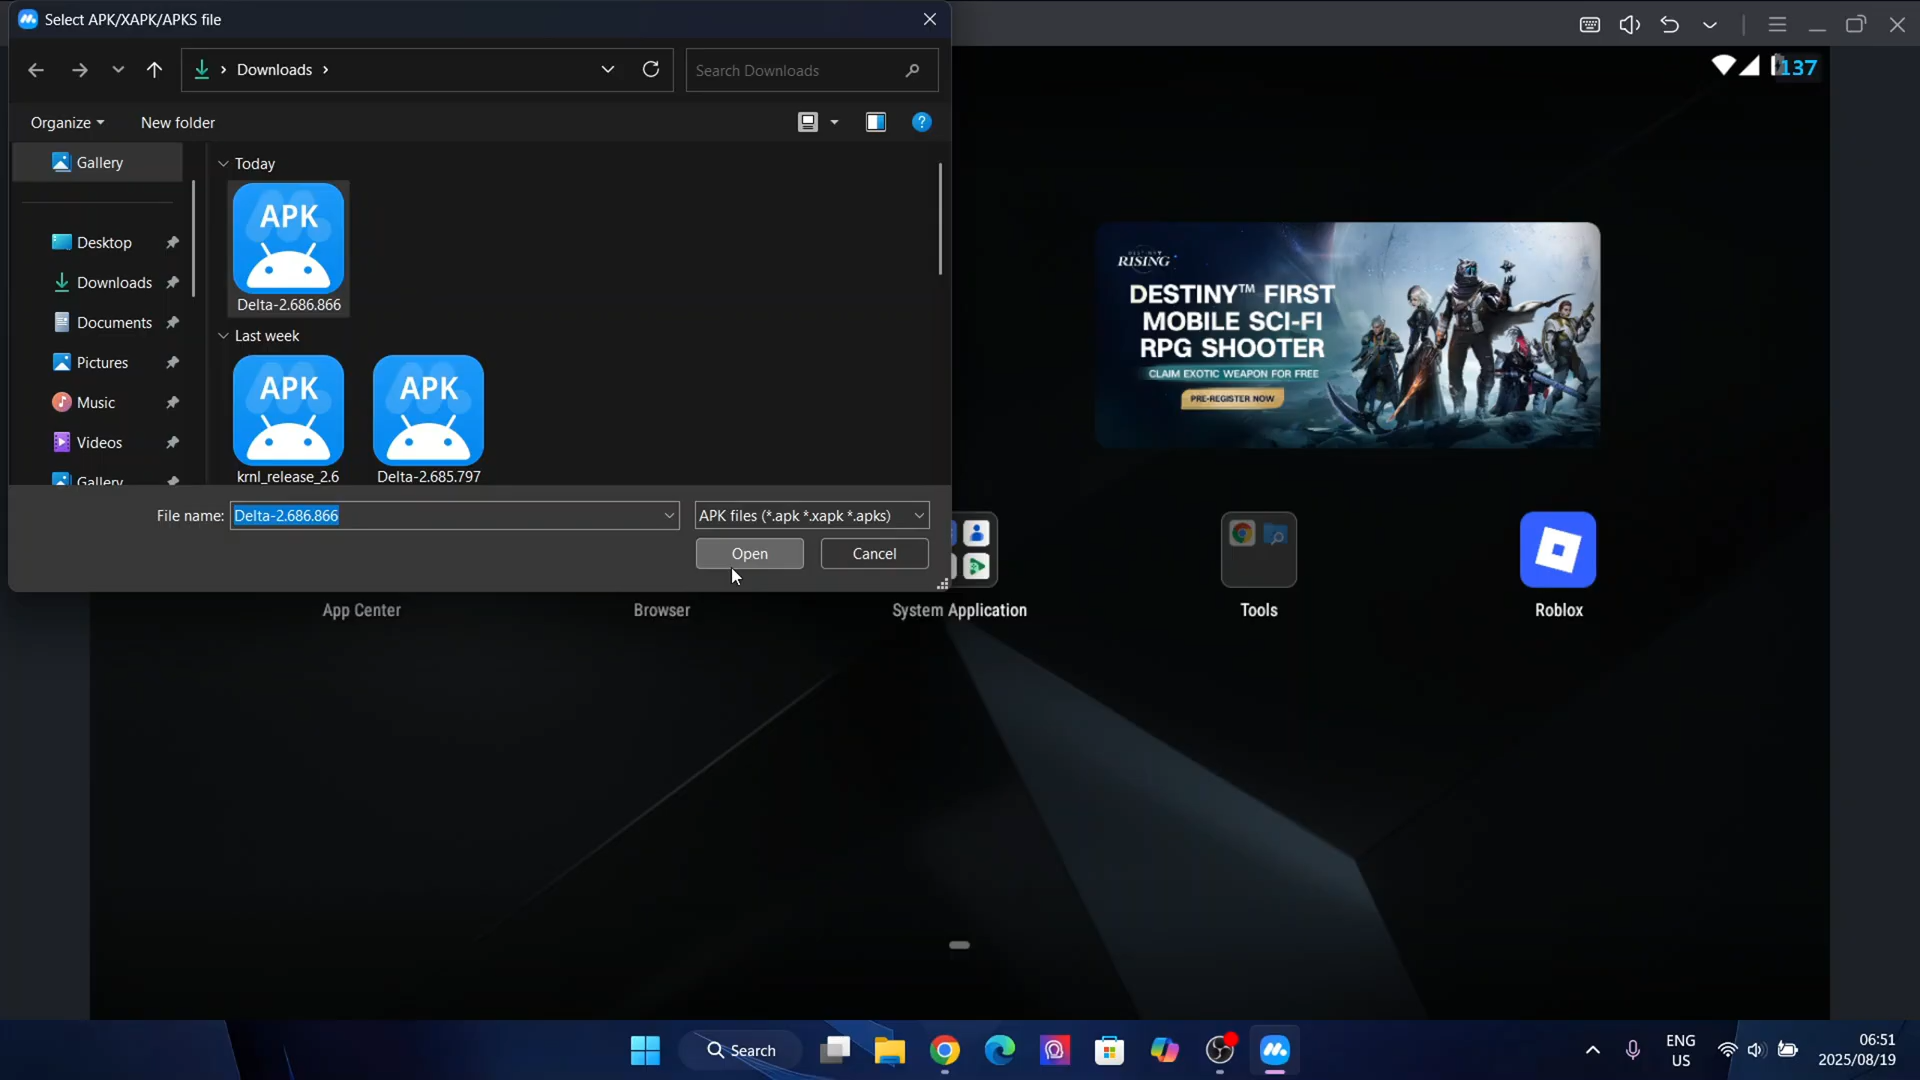 Select APK/XAPK/APKS file
Downloads
Search Downloads
137
Organize
New folder
Gallery
Desktop
Downloads
Documents
Pictures
Music
Videos
Gallery
Today
APK
Delta-2.686.866
Last week
APK
APK
krnl_release_2.6
Delta-2.685.797
File name:
Delta-2.686.866
APK files (*.apk *.xapk *.apks)
Open
Cancel
RISING
DESTINY™ FIRST
MOBILE SCI-FI
RPG SHOOTER
CLAIM EXOTIC WEAPON FOR FREE
PRE-REGISTER NOW
App Center
Browser
System Application
Tools
Roblox
Search
ENG
US
06:51
2025/08/19